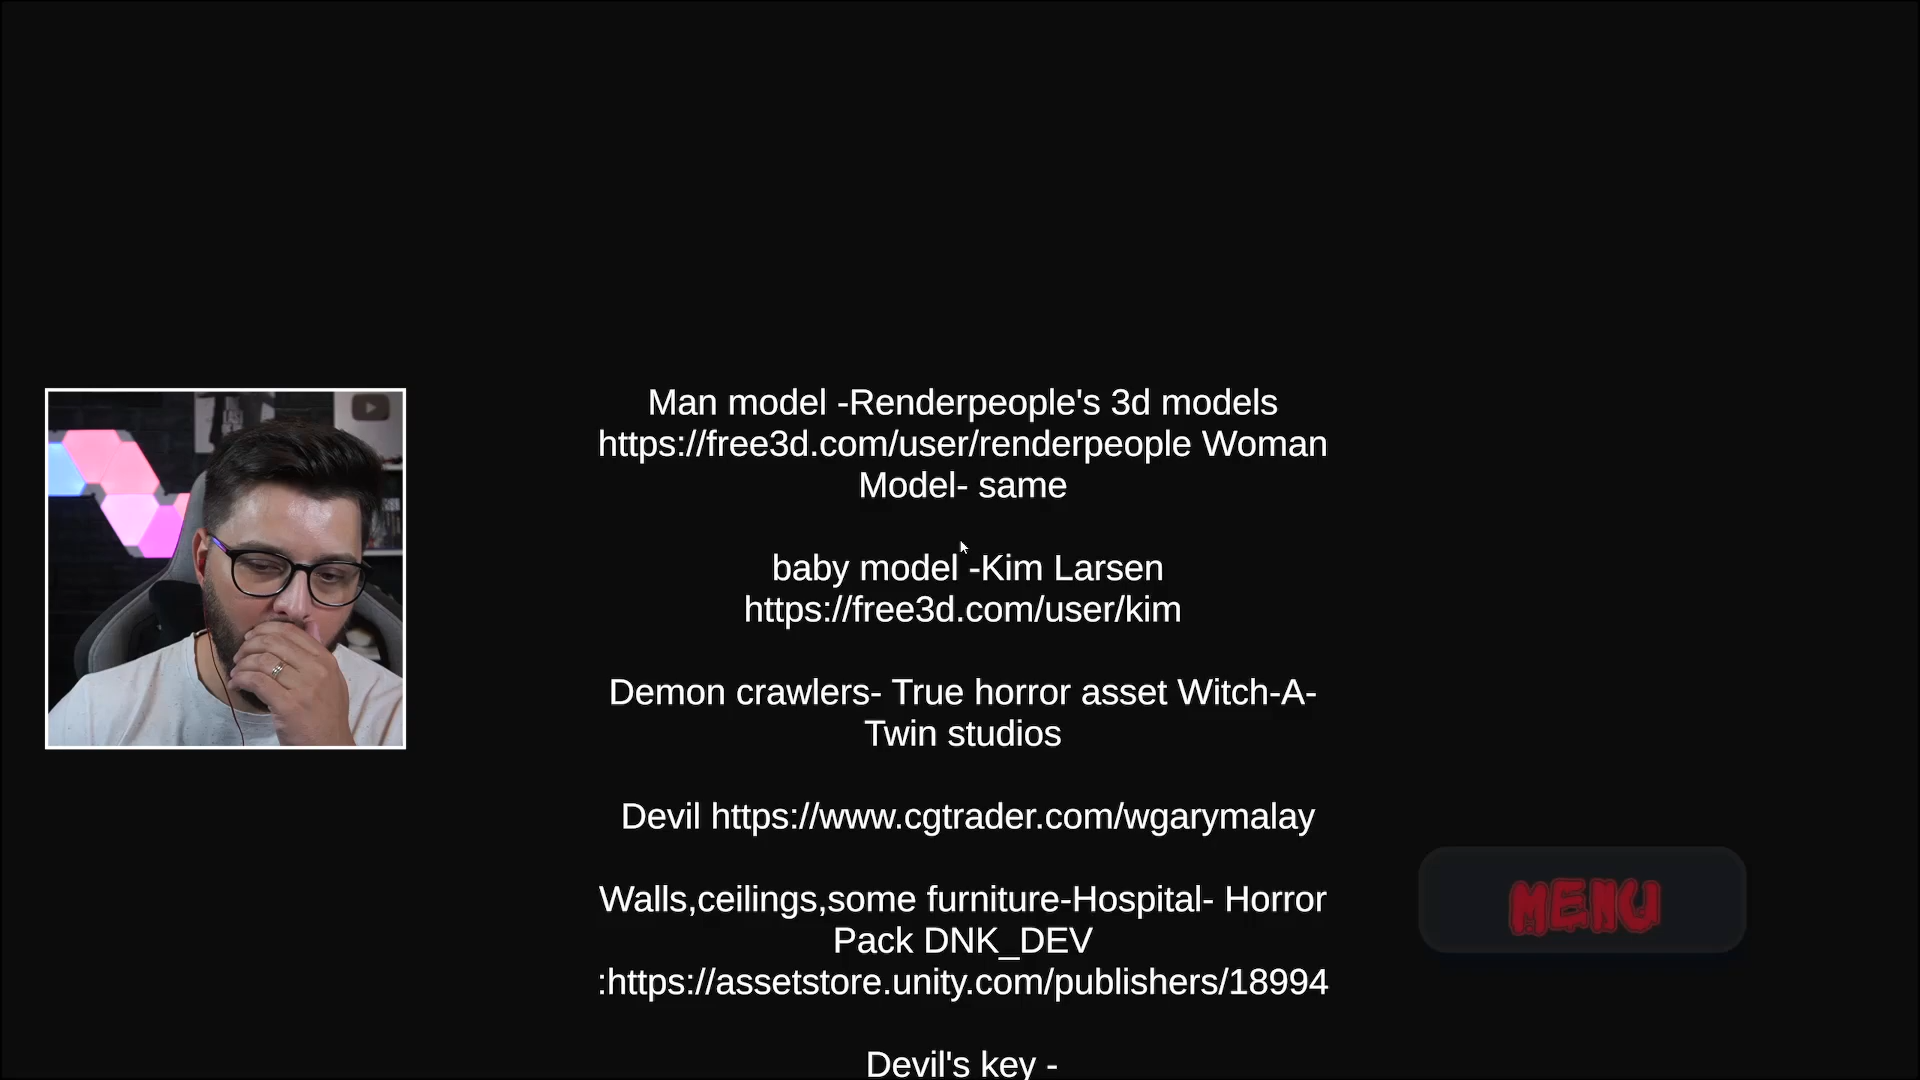 Man model -Renderpeople's 3d models
https://free3d.com/user/renderpeople Woman
Model- same
baby model -Kim Larsen
https://free3d.com/user/kim
Demon crawlers- True horror asset Witch-A-
Twin studios
Devil https://www.cgtrader.com/wgarymalay
Walls,ceilings,some furniture-Hospital- Horror
Pack DNK_DEV
:https://assetstore.unity.com/publishers/18994
MENU
Devil's key -